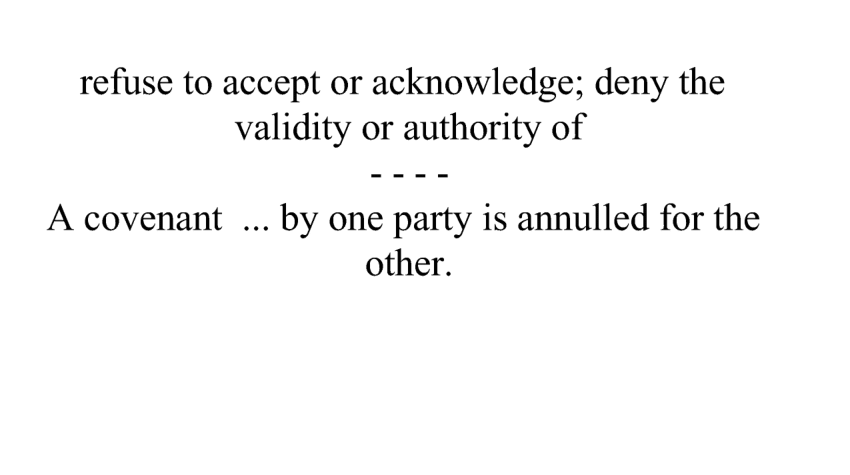 refuse to accept or acknowledge; deny the
validity or authority of
- - - -
A covenant  ... by one party is annulled for the
other.